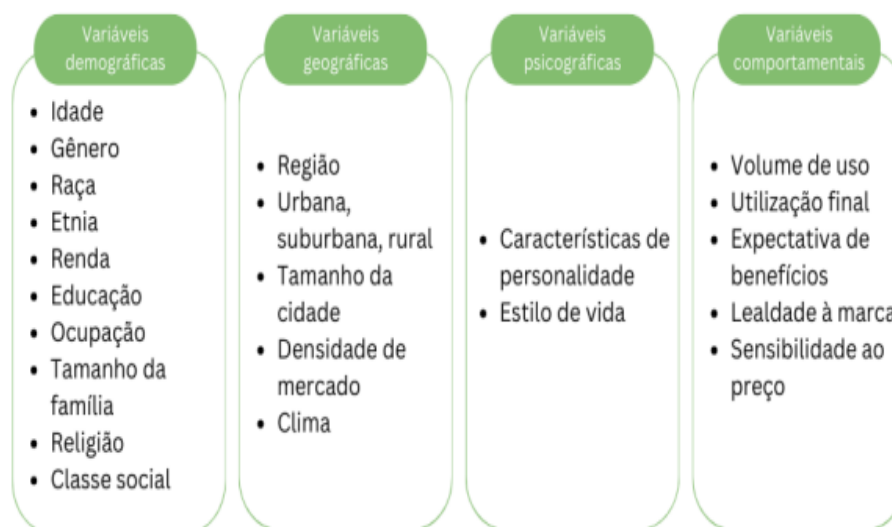 Variáveis
demográficas
• Idade
• Gênero
• Raça
• Etnia
• Renda
• Educação
• Ocupação
• Tamanho da
família
• Religião
• Classe social
Variáveis
geográficas
• Região
• Urbana,
suburbana, rural
• Tamanho da
cidade
• Densidade de
mercado
• Clima
Variáveis
psicográficas
• Características de
personalidade
• Estilo de vida
Variáveis
comportamentais
• Volume de uso
• Utilização final
• Expectativa de
benefícios
• Lealdade à marca
• Sensibilidade ao
preço